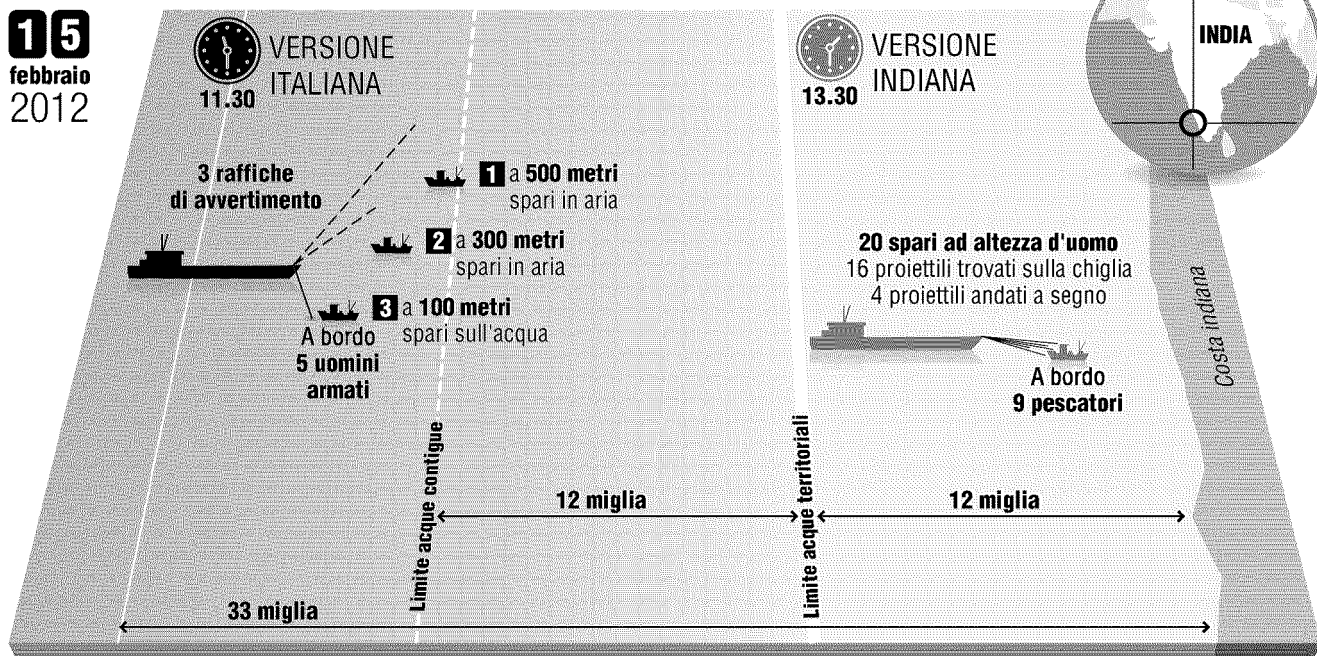 15
febbraio
2012
11.30
VERSIONE
ITALIANA
13.30
VERSIONE
INDIANA
INDIA
3 raffiche
di avvertimento
1 a 500 metri
spari in aria
2 a 300 metri
spari in aria
3 a 100 metri
spari sull'acqua
A bordo
5 uomini
armati
20 spari ad altezza d'uomo
16 proiettili trovati sulla chiglia
4 proiettili andati a segno
A bordo
9 pescatori
Costa indiana
Limite acque contigue
12 miglia
Limite acque territoriali
12 miglia
33 miglia